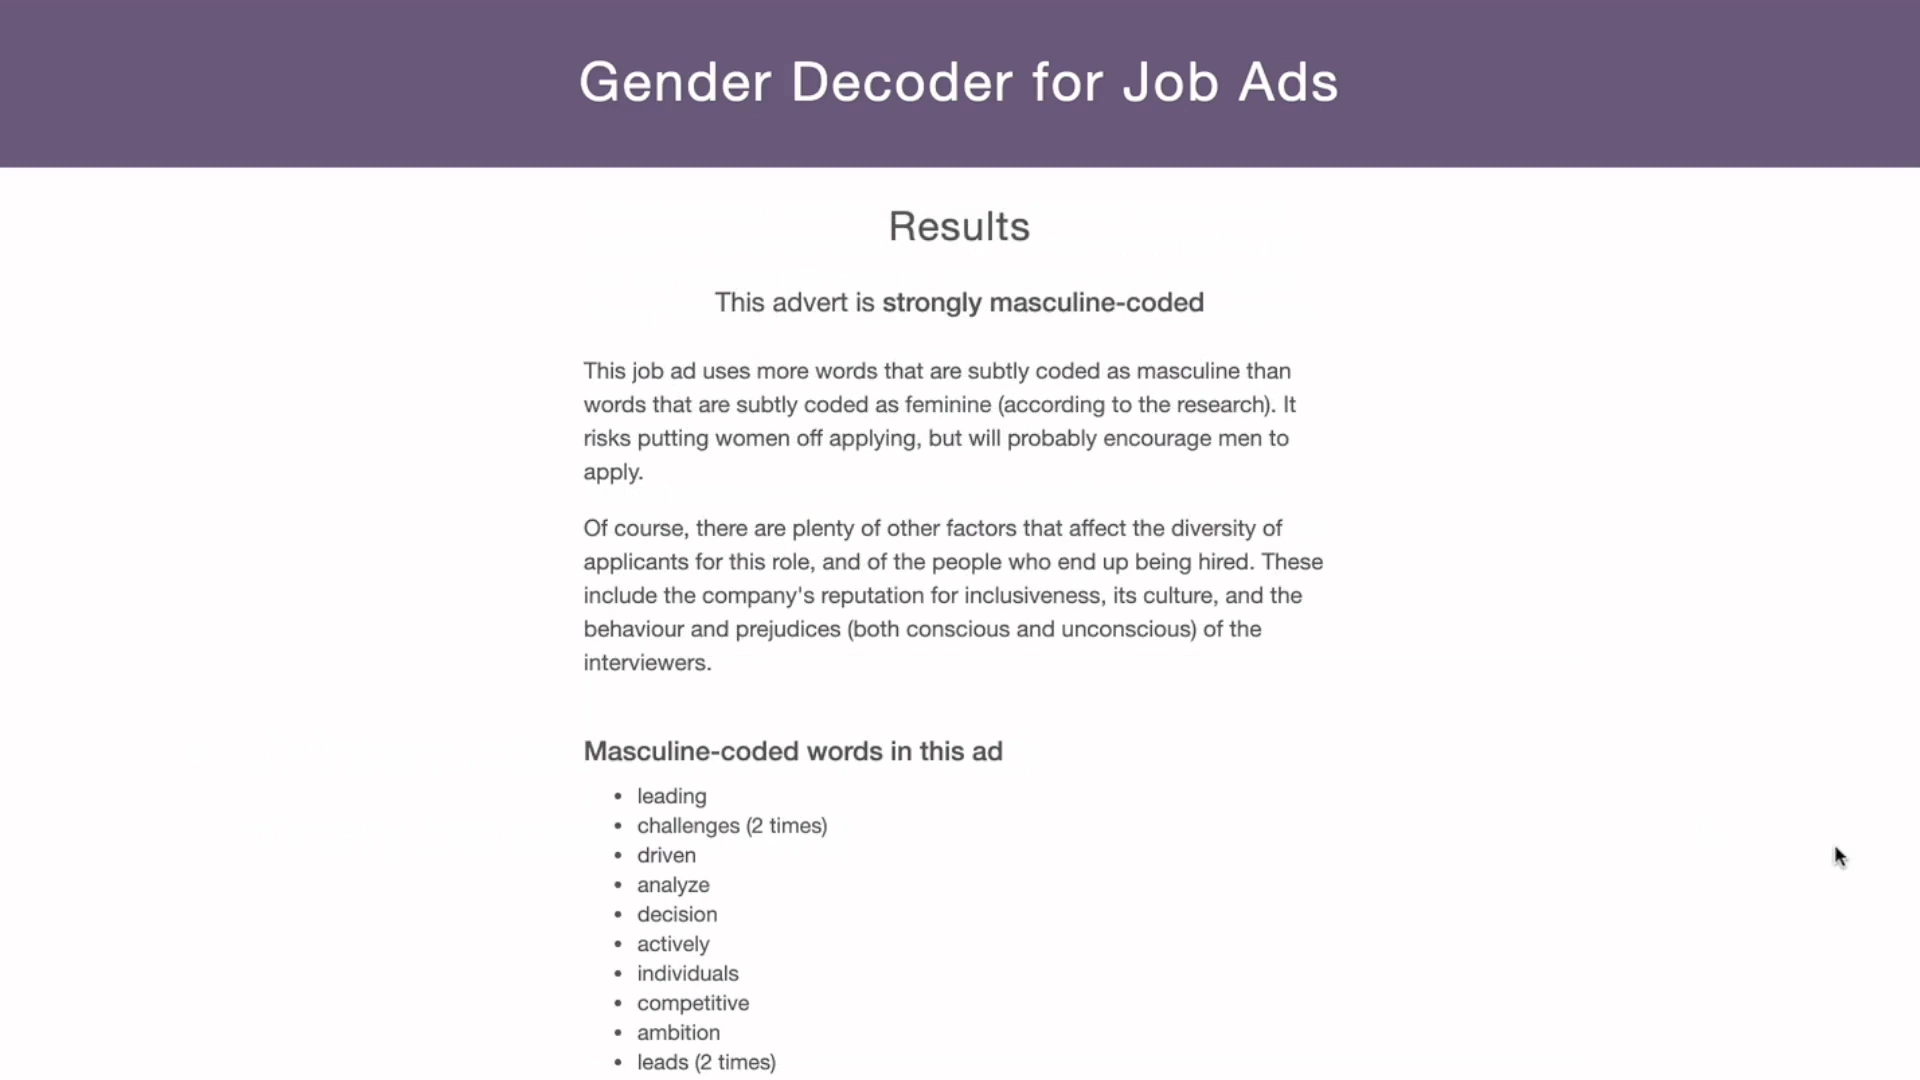 Gender Decoder for Job Ads
Results
This advert is strongly masculine-coded
This job ad uses more words that are subtly coded as masculine than
words that are subtly coded as feminine (according to the research). It
risks putting women off applying, but will probably encourage men to
apply.
Of course, there are plenty of other factors that affect the diversity of
applicants for this role, and of the people who end up being hired. These
include the company's reputation for inclusiveness, its culture, and the
behaviour and prejudices (both conscious and unconscious) of the
interviewers.
Masculine-coded words in this ad
• leading
• challenges (2 times)
• driven
• analyze
• decision
• actively
• individuals
• competitive
• ambition
• leads (2 times)